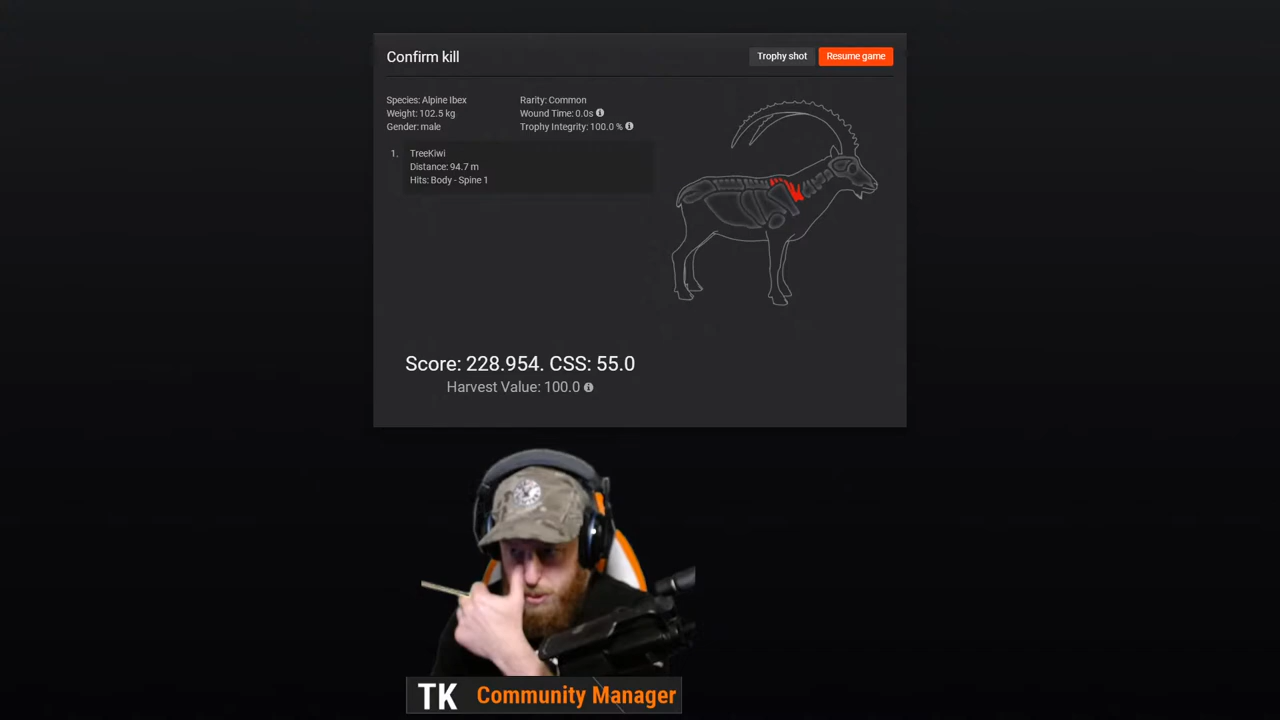 Confirm kill
Trophy shot
Resume game
Species: Alpine Ibex
Weight: 102.5 kg
Gender: male
Rarity: Common
Wound Time: 0.0s
Trophy Integrity: 100.0 %
1.
TreeKiwi
Distance: 94.7 m
Hits: Body - Spine 1
Score: 228.954. CSS: 55.0
Harvest Value: 100.0
TK Community Manager